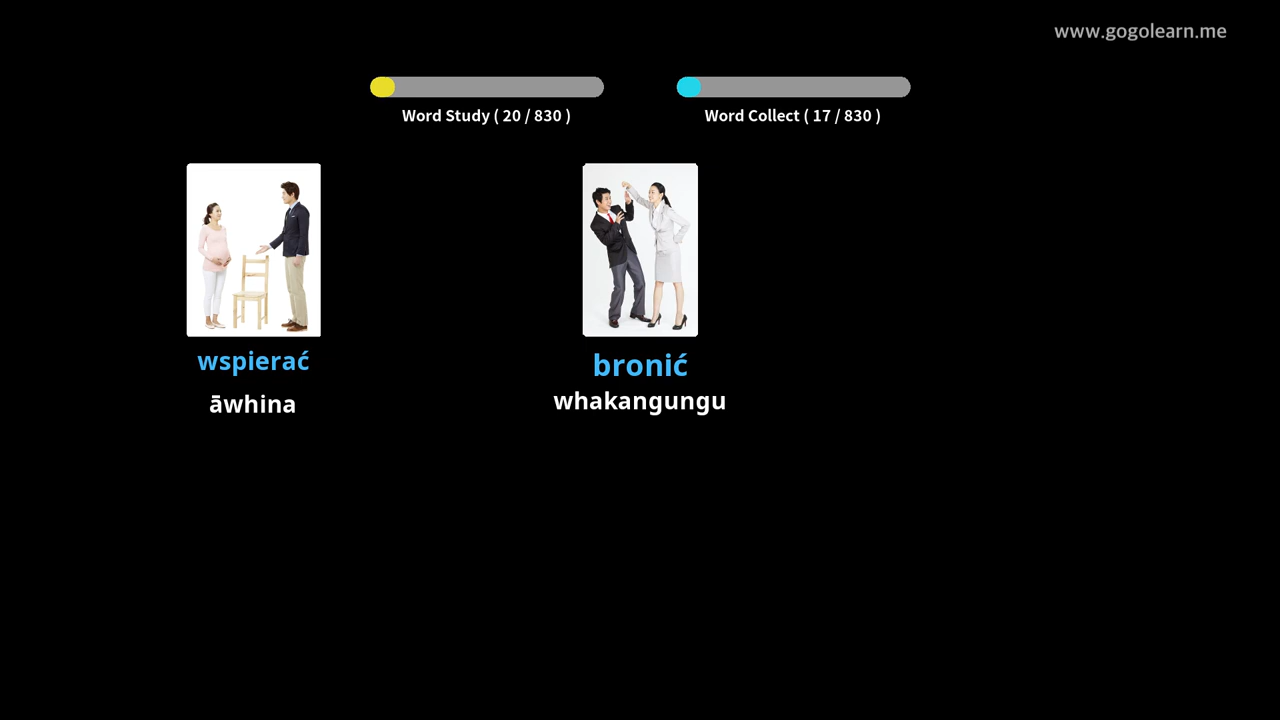 www.gogolearn.me
Word Study ( 20 / 830 )
Word Collect ( 17 / 830 )
wspierać
āwhina
bronić
whakangungu